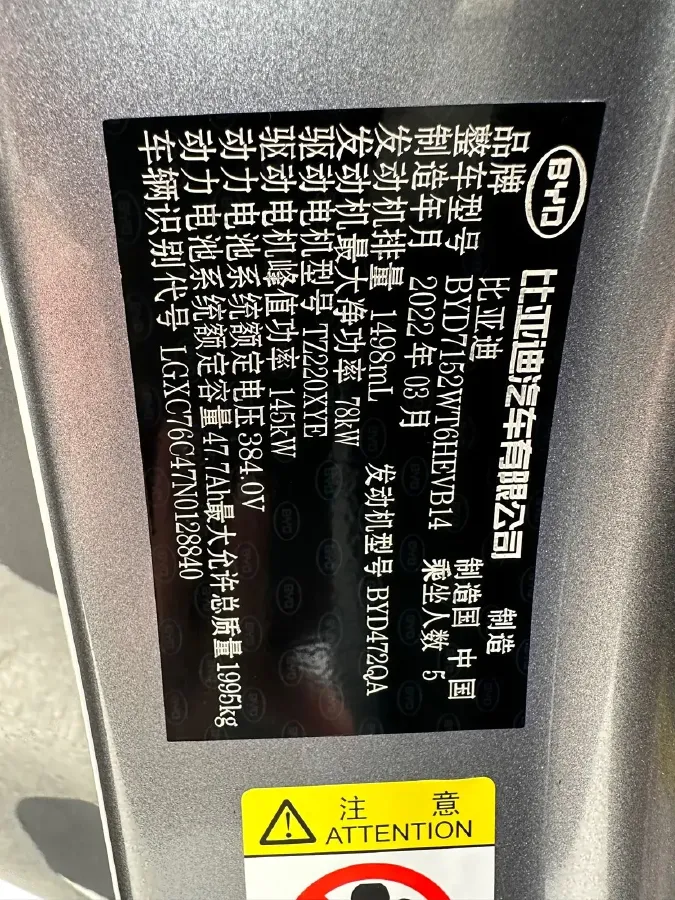 BYD 比亚迪汽车有限公司 制造
品牌 比亚迪 制造国 中国
整车型号 BYD7152WT6HEVB14 乘坐人数 5
制造年月 2022年03月
发动机排量 1498mL 发动机型号 BYD472QA
发动机最大净功率 78kW
驱动电机型号 TZ220XYE
驱动电机峰值功率 145kW
动力电池系统额定电压 384.0V
动力电池系统额定容量 47.7Ah 最大允许总质量 1995kg
车辆识别代号 LGXC76C47N0128840
注 意
ATTENTION